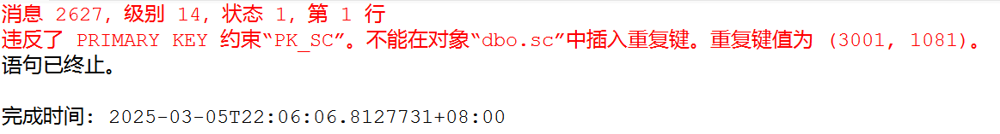 消息 2627，级别 14，状态 1，第 1 行
违反了 PRIMARY KEY 约束“PK_SC”。不能在对象“dbo.sc”中插入重复键。重复键值为 (3001, 1081)。
语句已终止。
完成时间: 2025-03-05T22:06:06.8127731+08:00